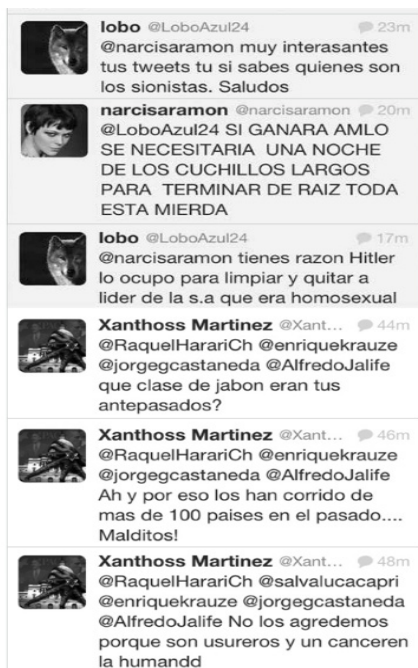 lobo @LoboAzul24 23m
@narcisaramon muy interasantes
tus tweets tu si sabes quienes son
los sionistas. Saludos
narcisaramon @narcisaramon 20m
@LoboAzul24 SI GANARA AMLO
SE NECESITARIA UNA NOCHE
DE LOS CUCHILLOS LARGOS
PARA TERMINAR DE RAIZ TODA
ESTA MIERDA
lobo @LoboAzul24 17m
@narcisaramon tienes razon Hitler
lo ocupo para limpiar y quitar a
lider de la s.a que era homosexual
Xanthoss Martinez @Xant... 44m
@RaquelHarariCh @enriquekrauze
@jorgegcastaneda @AlfredoJalife
que clase de jabon eran tus
antepasados?
Xanthoss Martinez @Xant... 46m
@RaquelHarariCh @enriquekrauze
@jorgegcastaneda @AlfredoJalife
Ah y por eso los han corrido de
mas de 100 paises en el pasado....
Malditos!
Xanthoss Martinez @Xant... 48m
@RaquelHarariCh @salvalucacapri
@enriquekrauze @jorgegcastaneda
@AlfredoJalife No los agredemos
porque son usureros y un canceren
la humandd